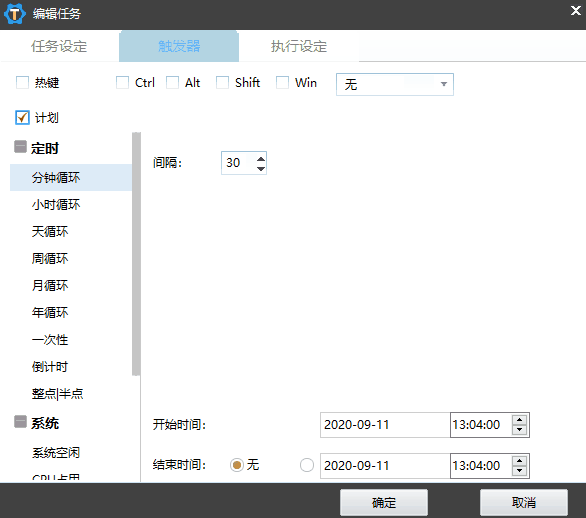 编辑任务
任务设定 触发器 执行设定
热键 Ctrl Alt Shift Win 无
计划
定时
分钟循环
间隔: 30
小时循环
天循环
周循环
月循环
年循环
一次性
倒计时
整点|半点
系统
开始时间: 2020-09-11 13:04:00
系统空闲
结束时间: 无 2020-09-11 13:04:00
CPU占用
确定 取消